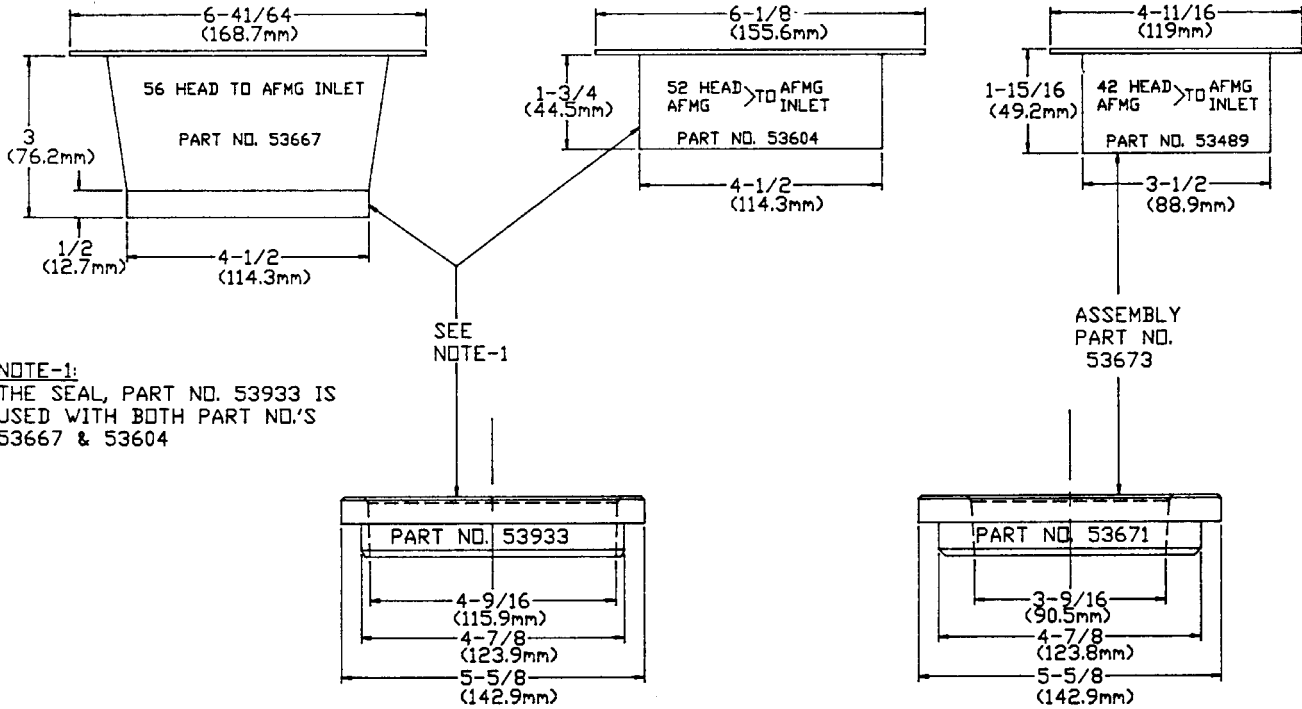 6-41/64
(168.7mm)
56 HEAD TO AFMG INLET
PART NO. 53667
3
(76.2mm)
1/2
(12.7mm)
4-1/2
(114.3mm)
6-1/8
(155.6mm)
1-3/4
(44.5mm)
52 HEAD > TO AFMG
AFMG INLET
PART NO. 53604
4-1/2
(114.3mm)
4-11/16
(119mm)
1-15/16
(49.2mm)
42 HEAD > TO AFMG
AFMG INLET
PART NO. 53489
3-1/2
(88.9mm)
SEE
NOTE-1
ASSEMBLY
PART NO.
53673
NOTE-1:
THE SEAL, PART NO. 53933 IS
USED WITH BOTH PART NO.'S
53667 & 53604
PART NO. 53933
4-9/16
(115.9mm)
4-7/8
(123.9mm)
5-5/8
(142.9mm)
PART NO. 53671
3-9/16
(90.5mm)
4-7/8
(123.8mm)
5-5/8
(142.9mm)